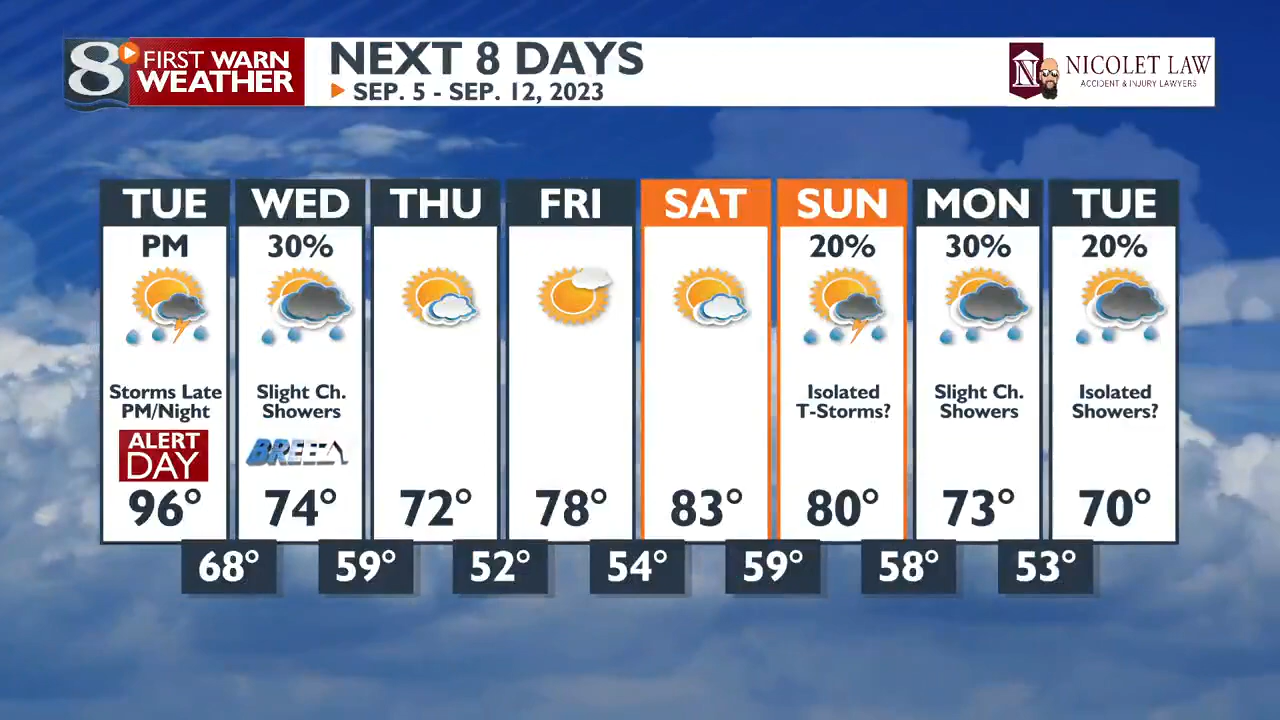 8 FIRST WARN
WEATHER
NEXT 8 DAYS
SEP. 5 - SEP. 12, 2023
N NICOLET LAW
ACCIDENT & INJURY LAWYERS
TUE WED THU FRI SAT SUN MON TUE
PM 30% 20% 30% 20%
Storms Late Slight Ch. Isolated Slight Ch. Isolated
PM/Night Showers T-Storms? Showers Showers?
ALERT
DAY
96° 74° 72° 78° 83° 80° 73° 70°
68° 59° 52° 54° 59° 58° 53°